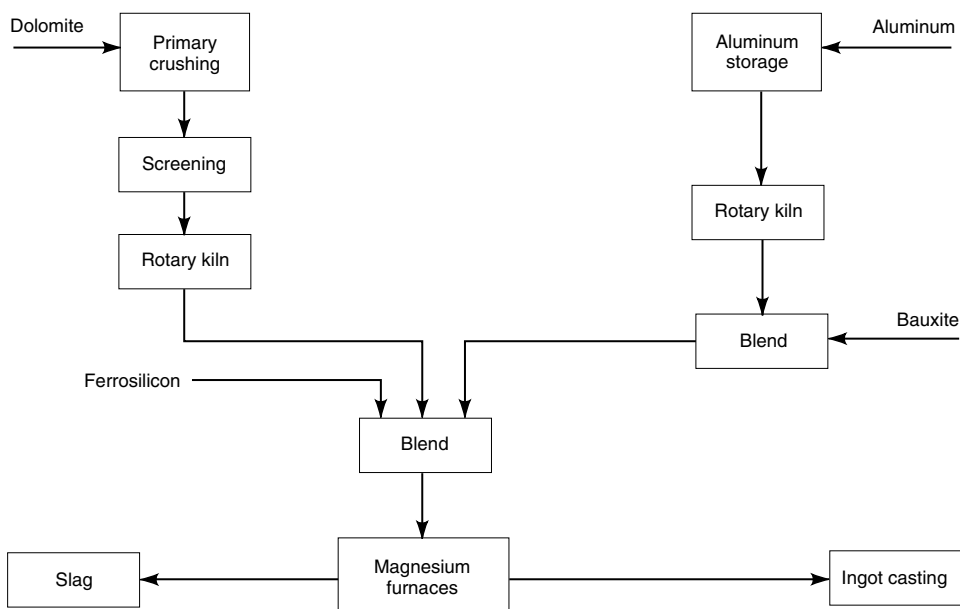 Dolomite
Primary
crushing
Aluminum
storage
Aluminum
Screening
Rotary kiln
Rotary kiln
Bauxite
Blend
Ferrosilicon
Blend
Magnesium
furnaces
Slag
Ingot casting